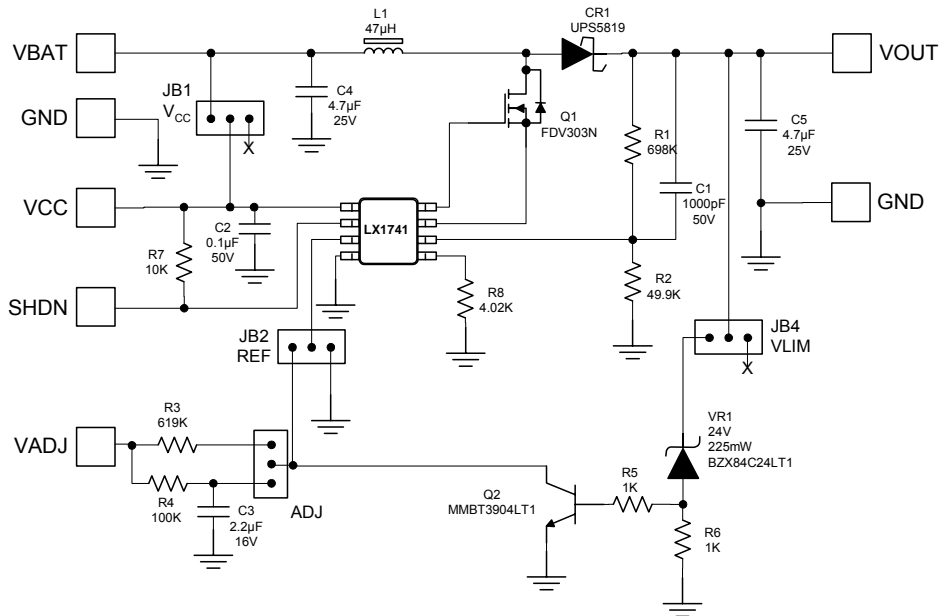 L1
47µH
CR1
UPS5819
VBAT
VOUT
JB1
VCC
X
C4
4.7µF
25V
GND
Q1
FDV303N
R1
698K
C5
4.7µF
25V
C1
1000pF
50V
VCC
GND
C2
0.1µF
50V
R7
10K
LX1741
SHDN
R8
4.02K
R2
49.9K
JB2
REF
JB4
VLIM
X
R3
619K
VADJ
R4
100K
C3
2.2µF
16V
ADJ
Q2
MMBT3904LT1
R5
1K
VR1
24V
225mW
BZX84C24LT1
R6
1K